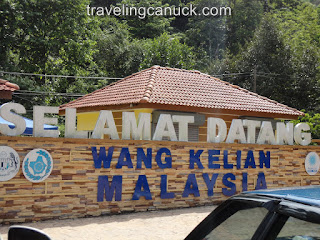 travelingcanuck.com
SELAMAT DATANG
WANG KELIAN
MALAYSIA